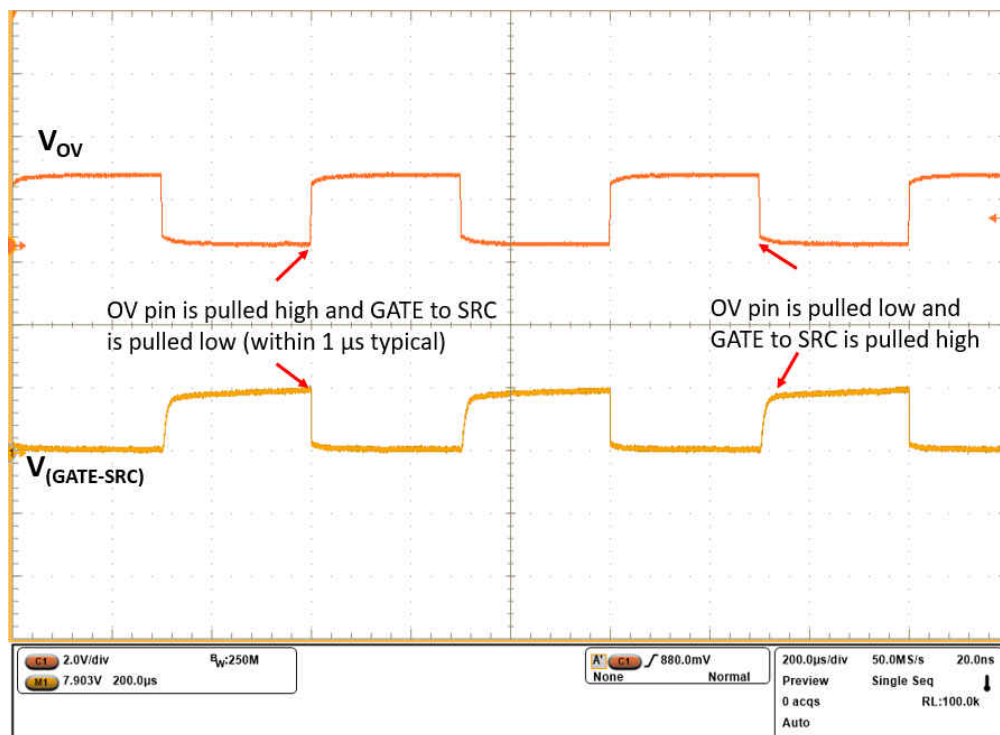 V_OV
OV pin is pulled high and GATE to SRC
is pulled low (within 1 µs typical)
OV pin is pulled low and
GATE to SRC is pulled high
V_(GATE-SRC)
C1 2.0V/div BW:250M
M1 7.903V 200.0µs
A' C1 880.0mV
None Normal
200.0µs/div 50.0MS/s 20.0ns
Preview Single Seq
0 acqs RL:100.0k
Auto